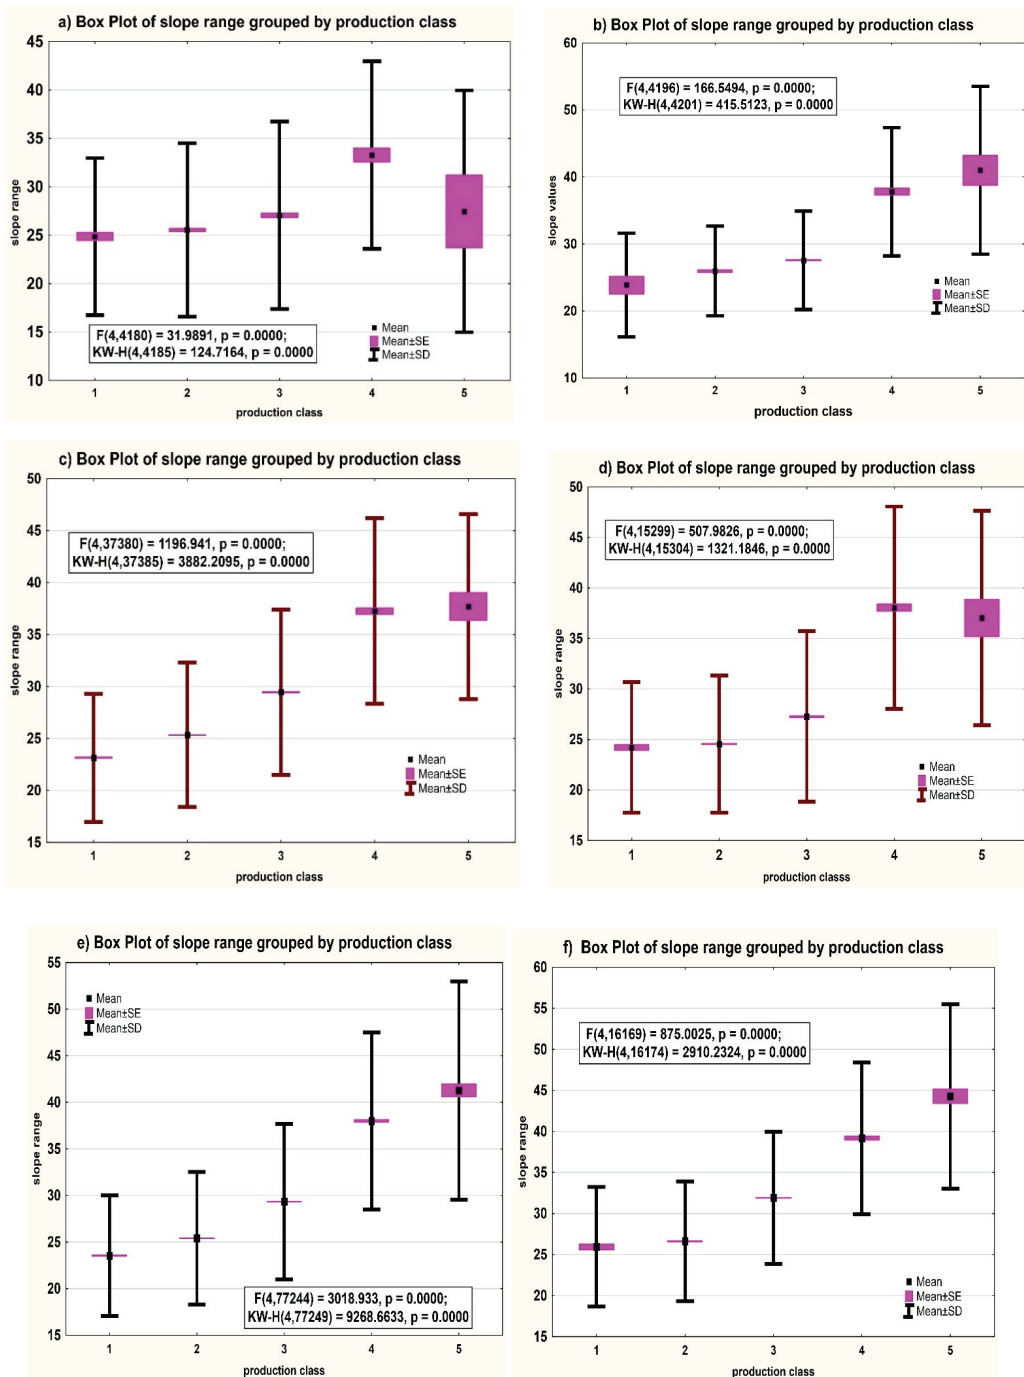 a) Box Plot of slope range grouped by production class
45
40
35
30
25
20
15
10
slope range
F(4,4180) = 31.9891, p = 0.0000;
KW-H(4,4185) = 124.7164, p = 0.0000
Mean
Mean±SE
Mean±SD
1 2 3 4 5
production class
b) Box Plot of slope range grouped by production class
60
50
40
30
20
10
slope values
F(4,4196) = 166.5494, p = 0.0000;
KW-H(4,4201) = 415.5123, p = 0.0000
Mean
Mean±SE
Mean±SD
1 2 3 4 5
production class
c) Box Plot of slope range grouped by production class
50
45
40
35
30
25
20
15
slope range
F(4,37380) = 1196.941, p = 0.0000;
KW-H(4,37385) = 3882.2095, p = 0.0000
Mean
Mean±SE
Mean±SD
1 2 3 4 5
production class
d) Box Plot of slope range grouped by production class
50
45
40
35
30
25
20
15
slope range
F(4,15299) = 507.9826, p = 0.0000;
KW-H(4,15304) = 1321.1846, p = 0.0000
Mean
Mean±SE
Mean±SD
1 2 3 4 5
production classs
e) Box Plot of slope range grouped by production class
55
50
45
40
35
30
25
20
15
slope range
Mean
Mean±SE
Mean±SD
F(4,77244) = 3018.933, p = 0.0000;
KW-H(4,77249) = 9268.6633, p = 0.0000
1 2 3 4 5
production class
f) Box Plot of slope range grouped by production class
60
55
50
45
40
35
30
25
20
15
slope range
F(4,16169) = 875.0025, p = 0.0000;
KW-H(4,16174) = 2910.2324, p = 0.0000
Mean
Mean±SE
Mean±SD
1 2 3 4 5
production class